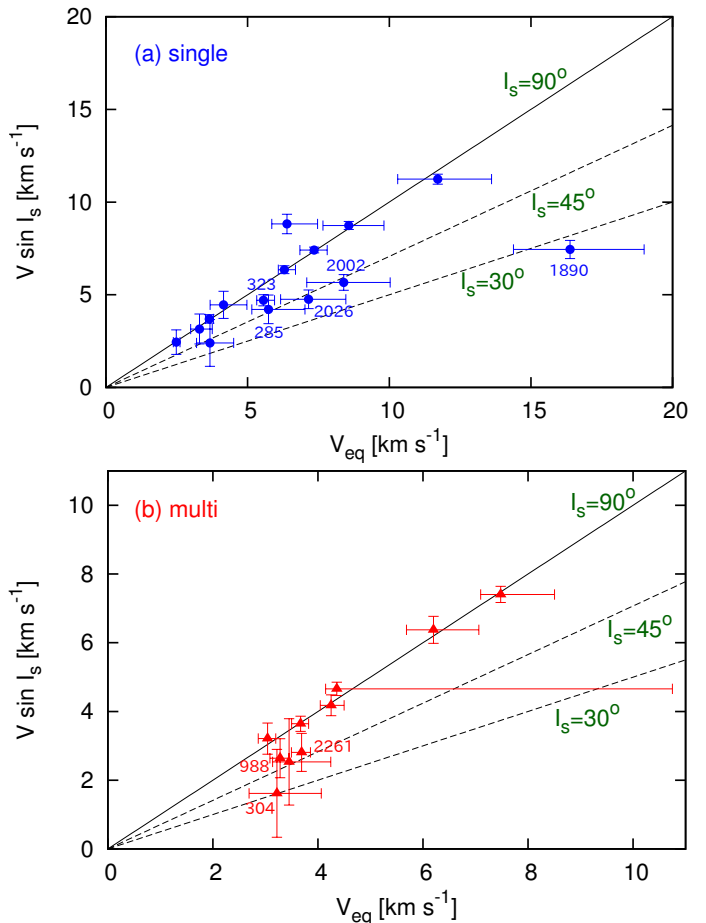 20
(a) single
I_s=90°
15
V sin I_s [km s⁻¹]
I_s=45°
10
2002
323
1890
I_s=30°
5
2026
285
0
0 5 10 15 20
V_eq [km s⁻¹]
(b) multi
I_s=90°
10
8
V sin I_s [km s⁻¹]
I_s=45°
6
I_s=30°
4
2261
988
2
304
0
0 2 4 6 8 10
V_eq [km s⁻¹]